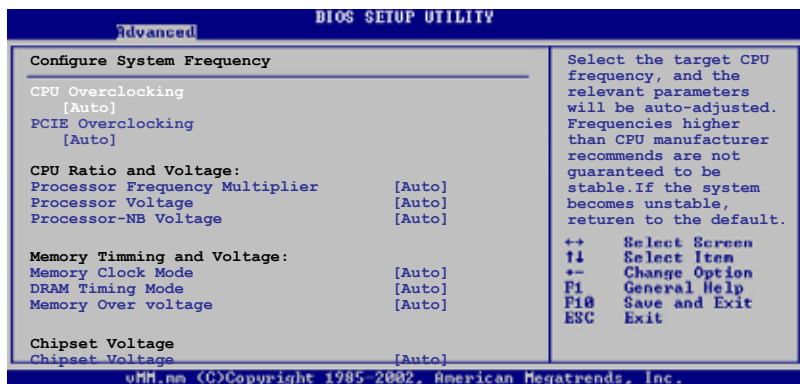 BIOS SETUP UTILITY
Advanced
Configure System Frequency
CPU Overclocking
[Auto]
PCIE Overclocking
[Auto]
CPU Ratio and Voltage:
Processor Frequency Multiplier [Auto]
Processor Voltage [Auto]
Processor-NB Voltage [Auto]
Memory Timming and Voltage:
Memory Clock Mode [Auto]
DRAM Timing Mode [Auto]
Memory Over voltage [Auto]
Chipset Voltage
Chipset Voltage [Auto]
Select the target CPU
frequency, and the
relevant parameters
will be auto-adjusted.
Frequencies higher
than CPU manufacturer
recommends are not
guaranteed to be
stable.If the system
becomes unstable,
returen to the default.
↔ Select Screen
↑↓ Select Item
+- Change Option
F1 General Help
F10 Save and Exit
ESC Exit
vMM.nm (C)Copyright 1985-2002, American Megatrends, Inc.